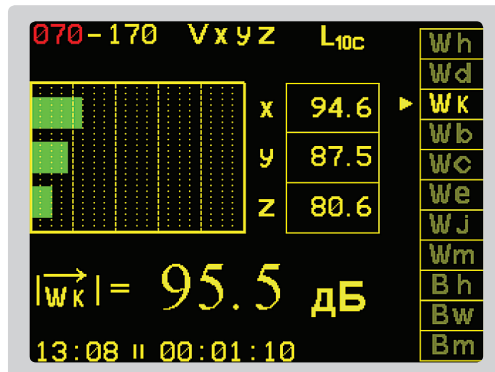 070-170 Vxyz L10C
x 94.6
y 87.5
z 80.6
|WK| = 95.5 дБ
13:08 00:01:10
Wh
Wd
WK
Wb
Wc
We
Wj
Wm
Bh
Bw
Bm